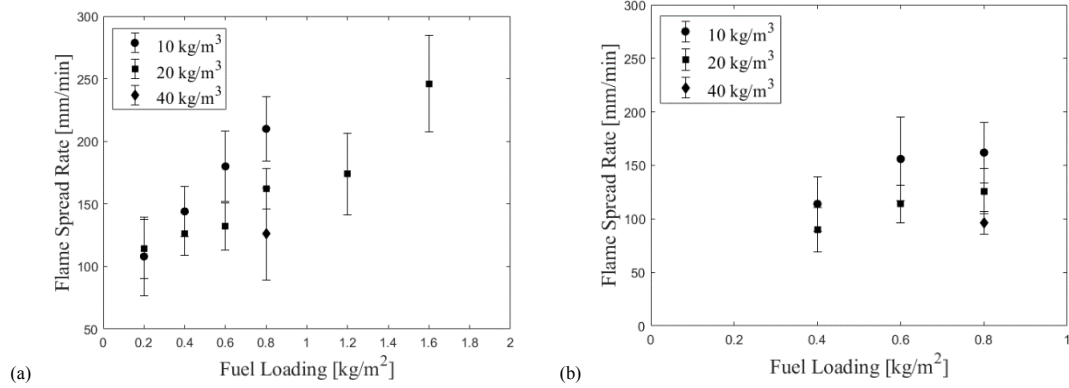 300
250
200
150
100
50
10 kg/m³
20 kg/m³
40 kg/m³
Flame Spread Rate [mm/min]
0 0.2 0.4 0.6 0.8 1 1.2 1.4 1.6 1.8 2
Fuel Loading [kg/m²]
(a)
300
250
200
150
100
50
0
10 kg/m³
20 kg/m³
40 kg/m³
Flame Spread Rate [mm/min]
0 0.2 0.4 0.6 0.8 1
Fuel Loading [kg/m²]
(b)